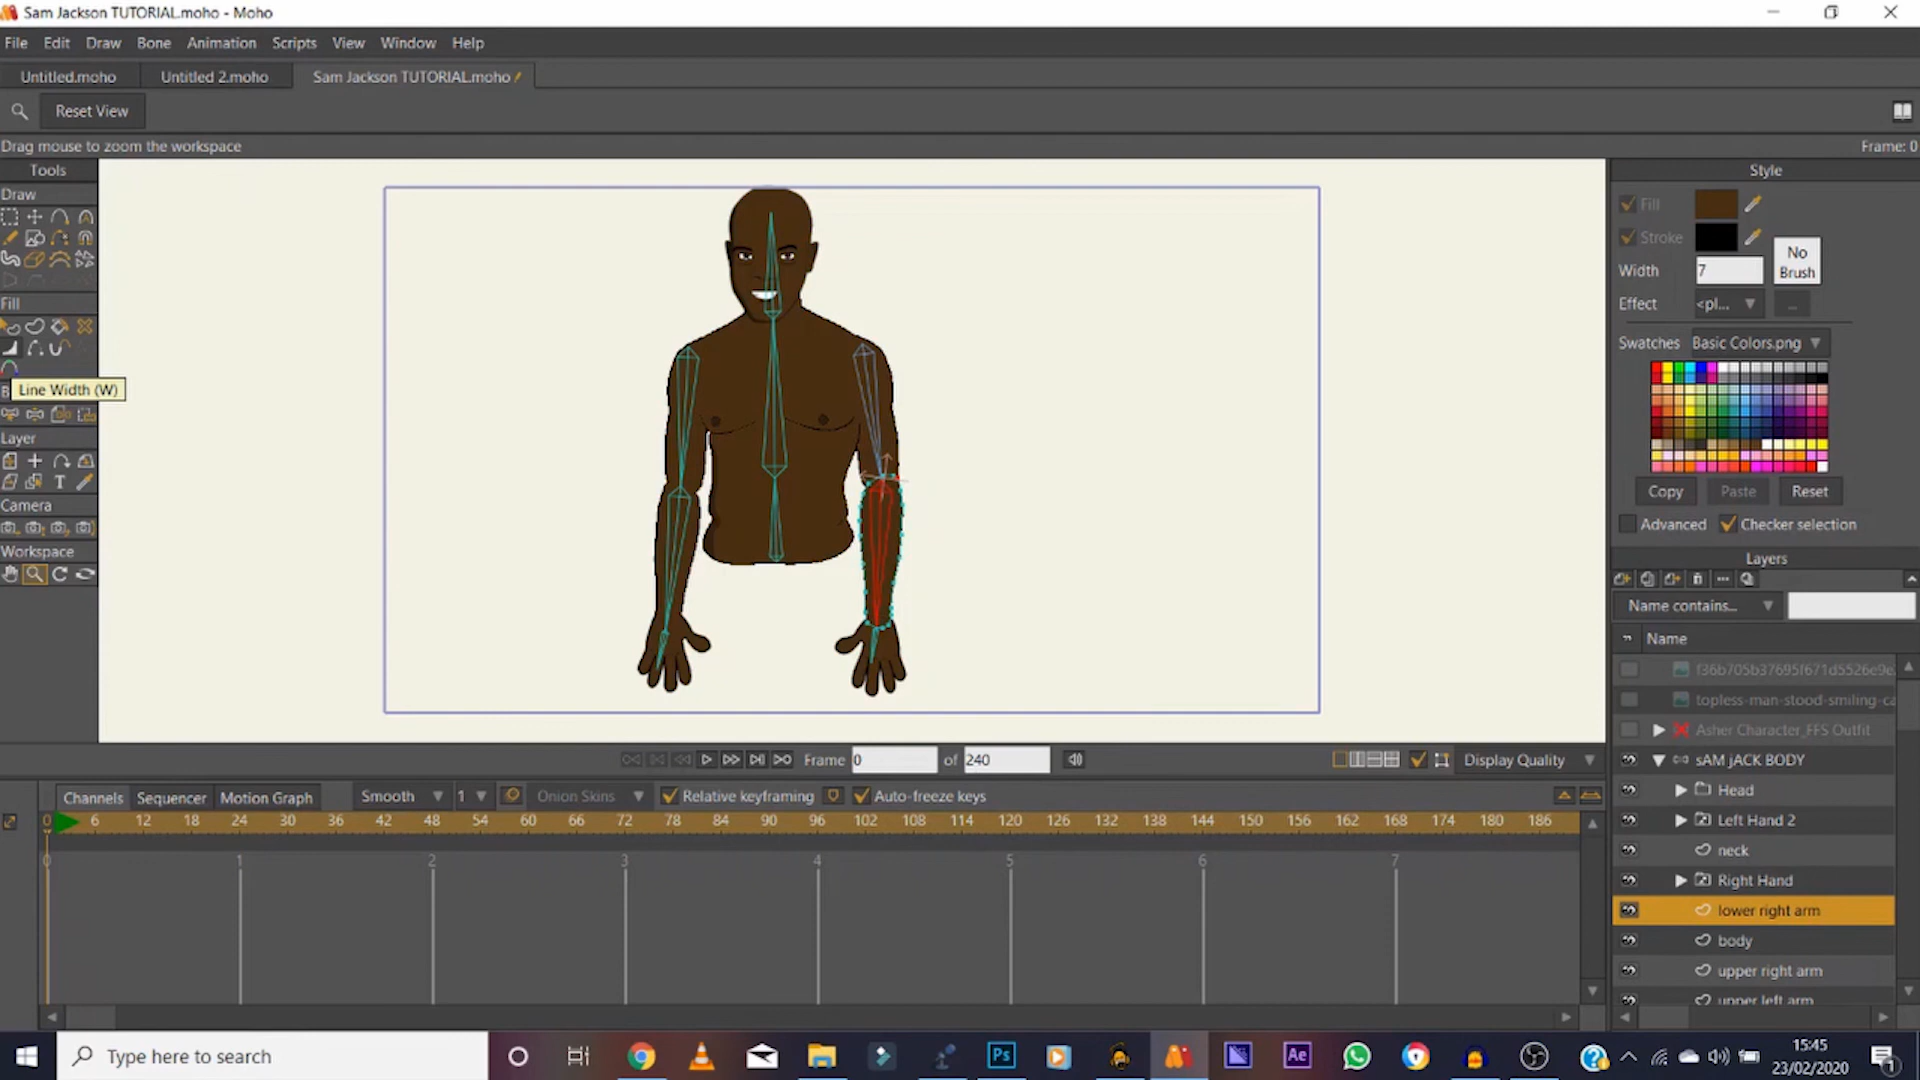 Sam Jackson TUTORIAL.moho - Moho
File Edit Draw Bone Animation Scripts View Window Help
Untitled.moho Untitled 2.moho Sam Jackson TUTORIAL.moho
Reset View
Drag mouse to zoom the workspace Frame: 0
Tools
Style
Draw
Fill
Stroke
Width 7
No Brush
Effect <pl... ...
Fill
Swatches Basic Colors.png
Line Width (W)
Layer
Copy Paste Reset
Camera
Advanced Checker selection
Workspace
Layers
Name contains...
Name
f36b705b37695f671d5526e9e
topless-man-stood-smiling-ca
Asher Character_FFS Outfit
sAM jACK BODY
Head
Left Hand 2
neck
Right Hand
lower right arm
body
upper right arm
upper left arm
Frame 0 of 240 Display Quality
Channels Sequencer Motion Graph Smooth 1 Onion Skins Relative keyframing Auto-freeze keys
0 6 12 18 24 30 36 42 48 54 60 66 72 78 84 90 96 102 108 114 120 126 132 138 144 150 156 162 168 174 180 186
0 1 2 3 4 5 6 7
Type here to search
Ps Ae
15:45
23/02/2020
1